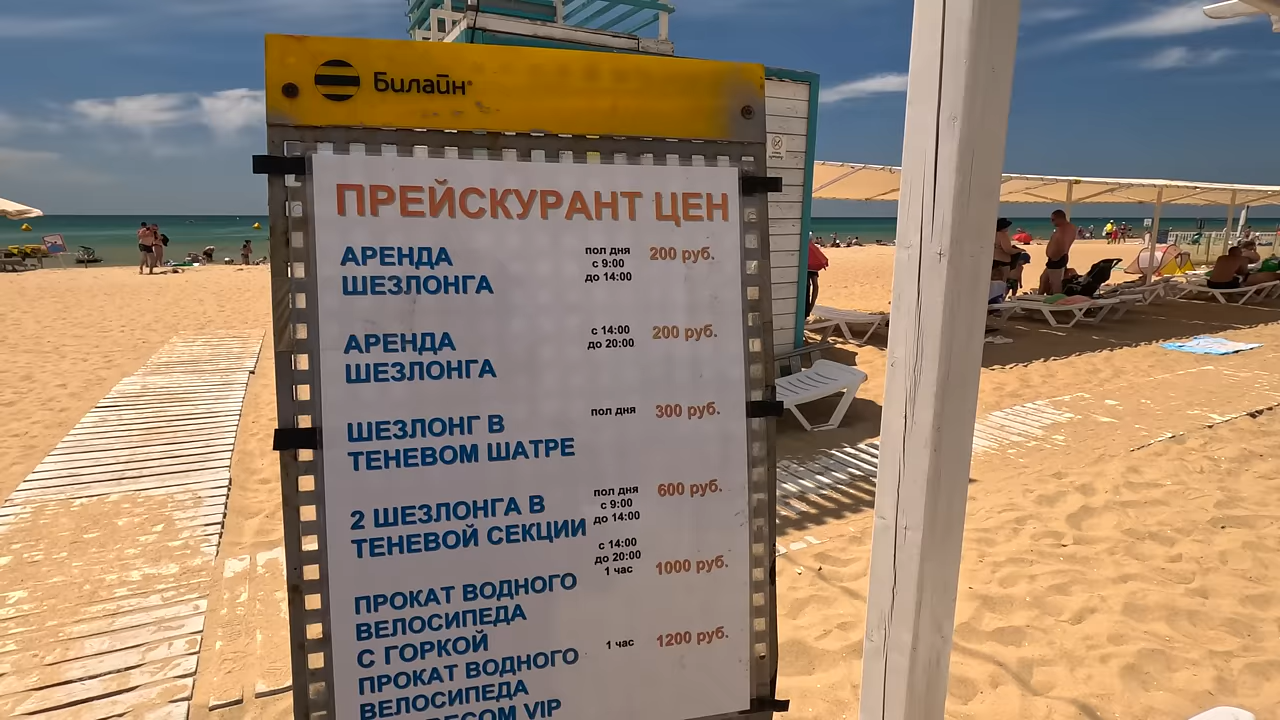 Билайн
ПРЕЙСКУРАНТ ЦЕН
АРЕНДА
ШЕЗЛОНГА
пол дня
с 9:00
до 14:00
200 руб.
АРЕНДА
ШЕЗЛОНГА
с 14:00
до 20:00
200 руб.
ШЕЗЛОНГ В
ТЕНЕВОМ ШАТРЕ
пол дня
300 руб.
2 ШЕЗЛОНГА В
ТЕНЕВОЙ СЕКЦИИ
пол дня
с 9:00
до 14:00
с 14:00
до 20:00
600 руб.
ПРОКАТ ВОДНОГО
ВЕЛОСИПЕДА
С ГОРКОЙ
1 час
1000 руб.
ПРОКАТ ВОДНОГО
ВЕЛОСИПЕДА
VIP
1 час
1200 руб.